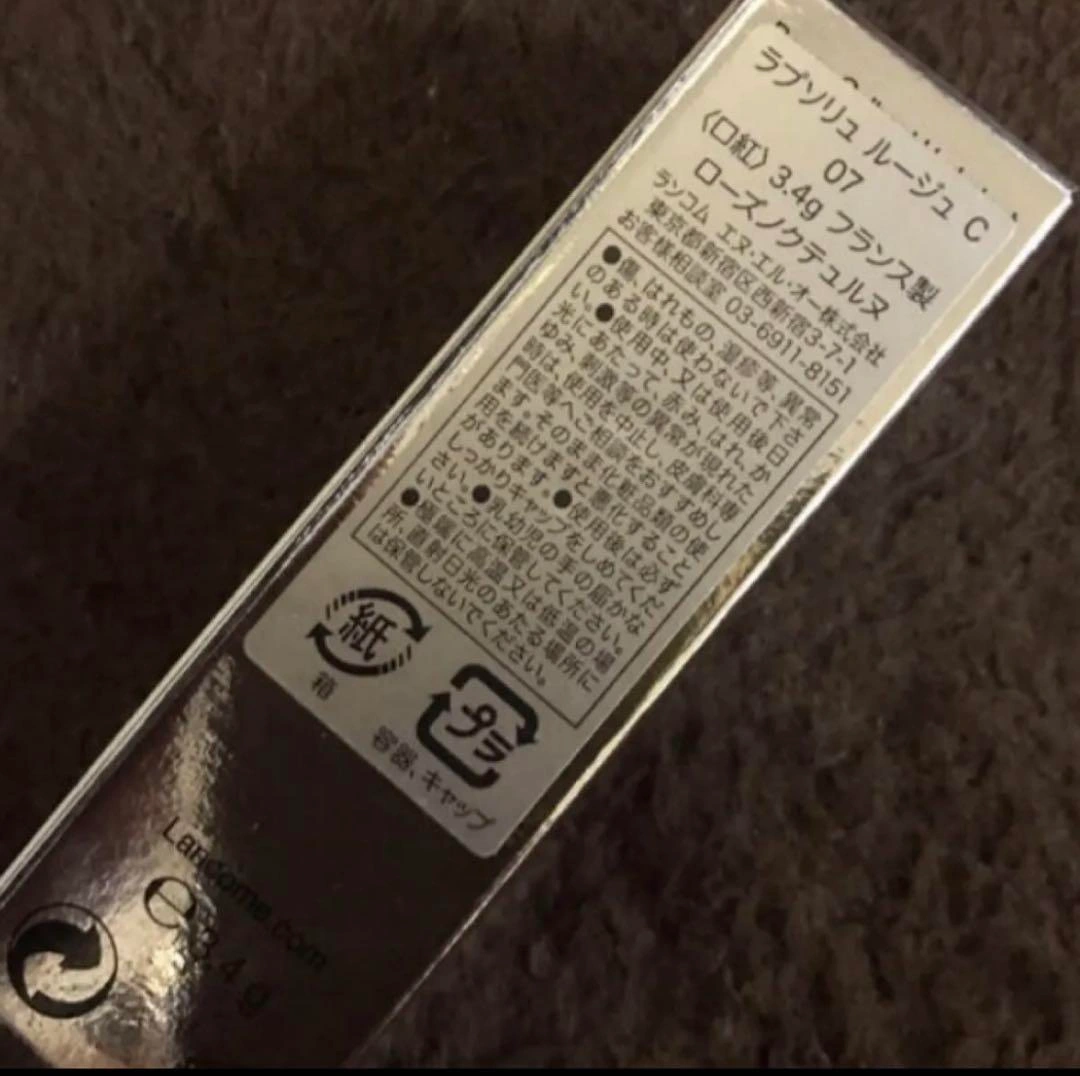 ラプソリュ ルージュ C
07
〈口紅〉 3.4g フランス製
ローズノクテュルヌ
ランコム エヌ・エル・オー株式会社
東京都新宿区西新宿3-7-1
お客様相談室 03-6911-8151
●傷、はれもの、湿疹等、異常
のある時は使わないで下さ
い。●使用中、又は使用後日
光にあたって赤み、はれ、か
ゆみ、刺激等の異常が現れた
時は、使用を中止し、皮膚科専
門医等へご相談をおすすめし
ます。そのまま化粧品類の使
用を続けますと悪化すること
があります。●使用後は必ず
しっかりキャップをしめてくだ
さい。●乳幼児の手の届かな
いところに保管してください。
●極端に高温又は低温の場
所、直射日光のあたる場所に
は保管しないでください。
紙
箱
プラ
容器、キャップ
Lancome.com
e 3.4 g